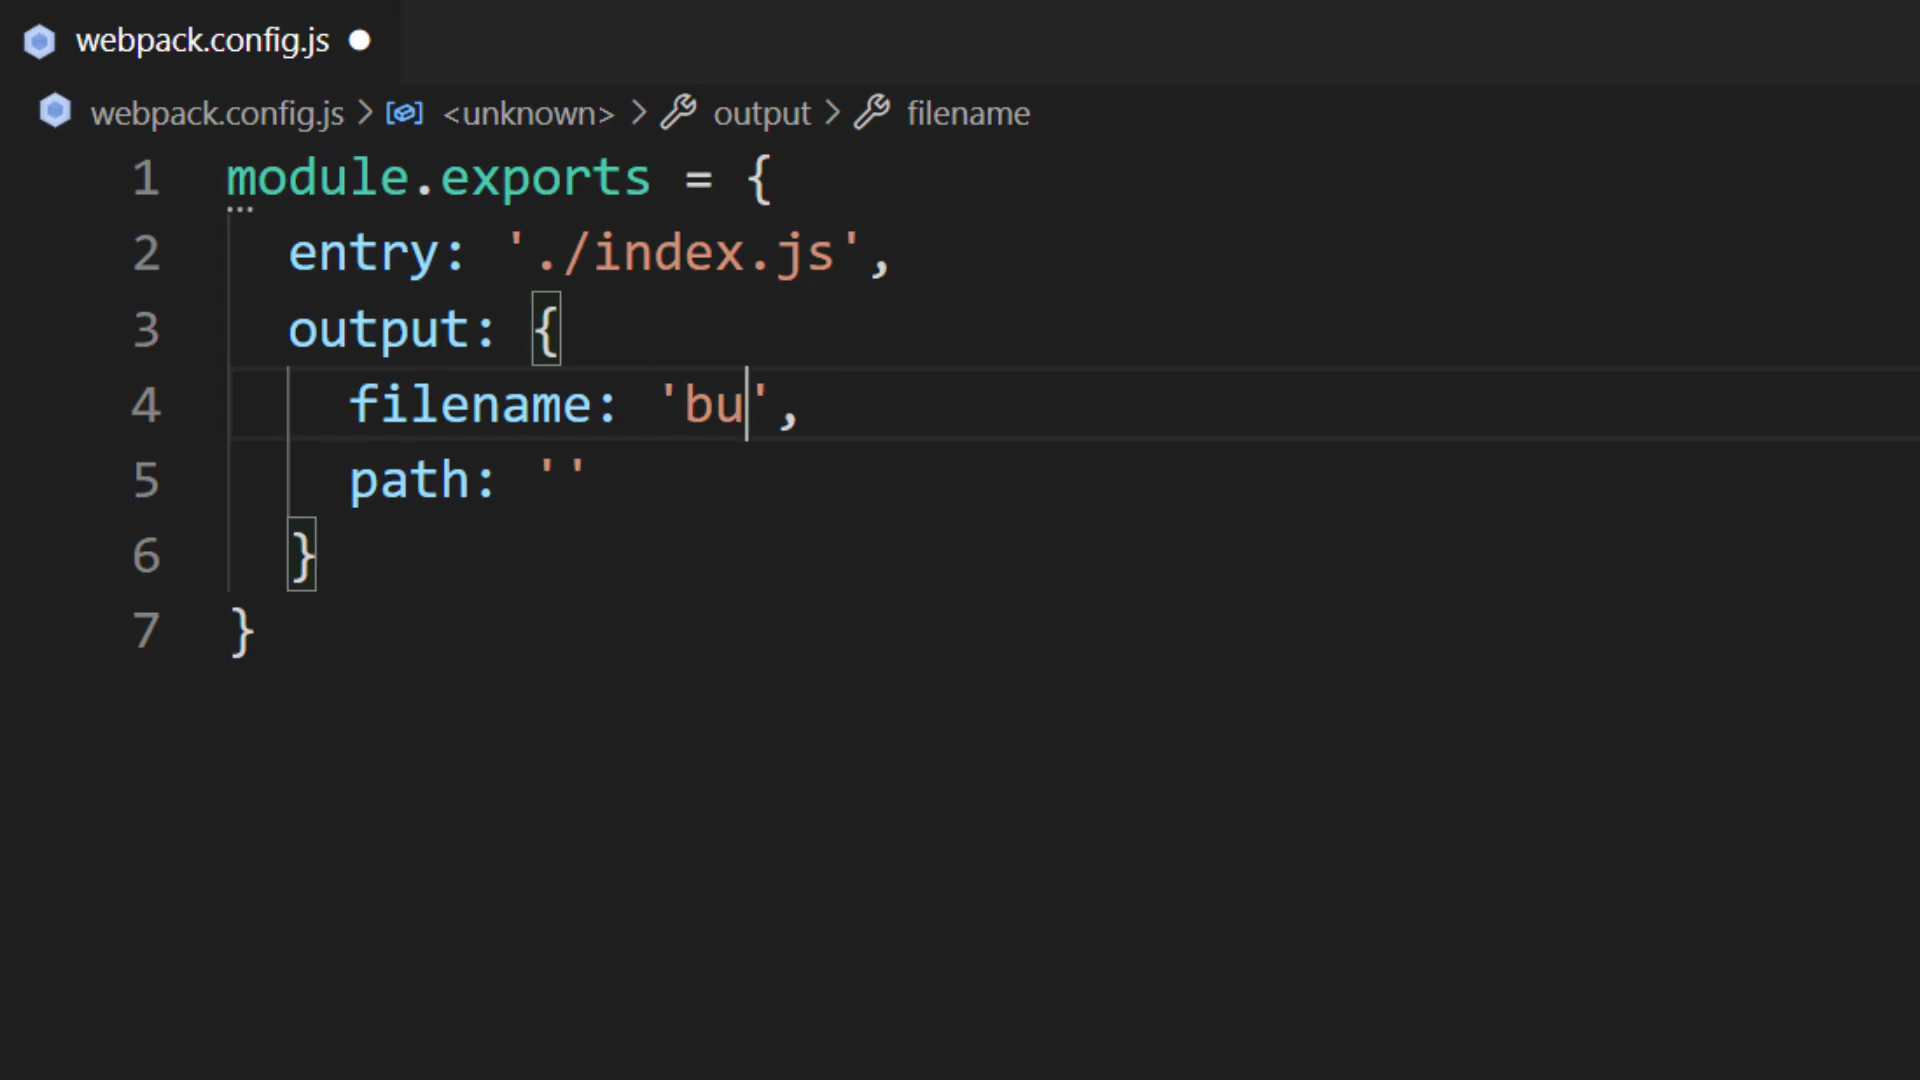 webpack.config.js
webpack.config.js > <unknown> > output > filename
1 module.exports = {
2   entry: './index.js',
3   output: {
4     filename: 'bu',
5     path: ''
6   }
7 }